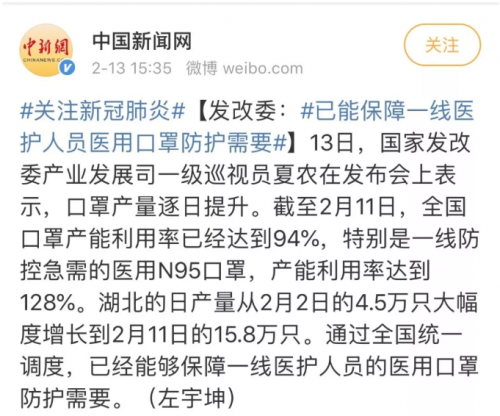 中新網
CHINANEWS.COM
中国新闻网
关注
2-13 15:35 微博 weibo.com
#关注新冠肺炎#【发改委：#已能保障一线医
护人员医用口罩防护需要#】13日，国家发改
委产业发展司一级巡视员夏农在发布会上表
示，口罩产量逐日提升。截至2月11日，全国
口罩产能利用率已经达到94%，特别是一线防
控急需的医用N95口罩，产能利用率达到
128%。湖北的日产量从2月2日的4.5万只大幅
度增长到2月11日的15.8万只。通过全国统一
调度，已经能够保障一线医护人员的医用口罩
防护需要。（左宇坤）